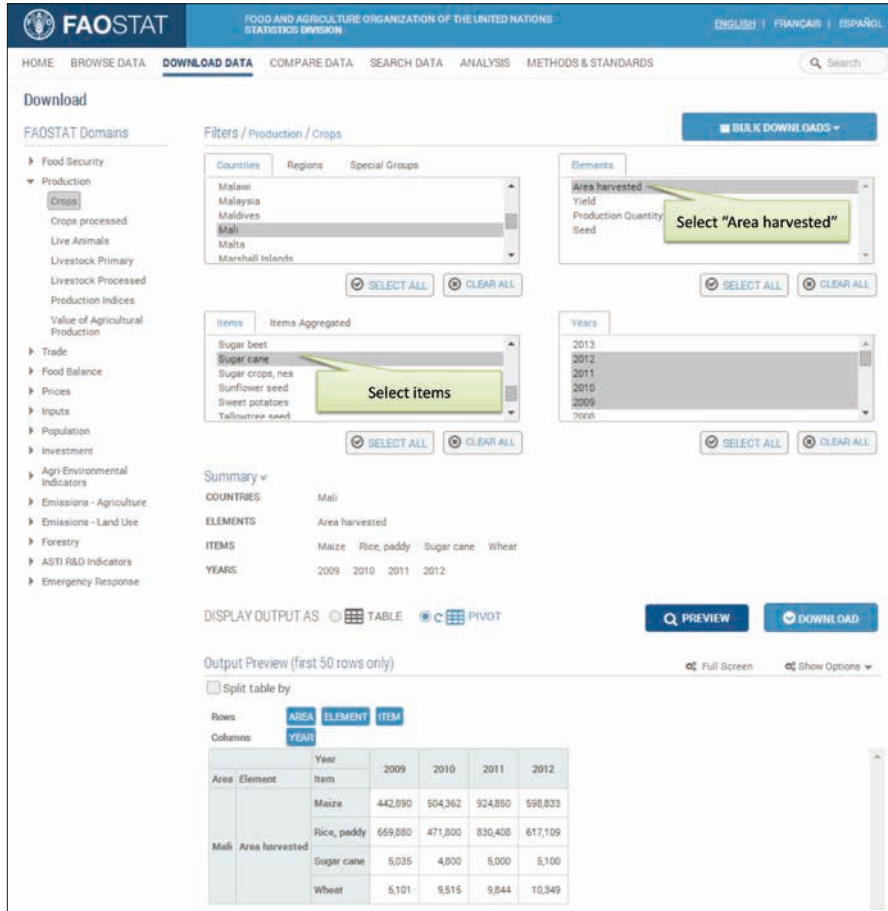 FAOSTAT
FOOD AND AGRICULTURE ORGANIZATION OF THE UNITED NATIONS
STATISTICS DIVISION
ENGLISH | FRANÇAIS | ESPAÑOL
HOME BROWSE DATA DOWNLOAD DATA COMPARE DATA SEARCH DATA ANALYSIS METHODS & STANDARDS Search
Download
FAOSTAT Domains
Food Security
Production
Crops
Crops processed
Live Animals
Livestock Primary
Livestock Processed
Production Indices
Value of Agricultural
Production
Trade
Food Balance
Prices
Inputs
Population
Investment
Agri-Environmental
Indicators
Emissions - Agriculture
Emissions - Land Use
Forestry
ASTI R&D Indicators
Emergency Response
Filters / Production / Crops
BULK DOWNLOADS
Countries Regions Special Groups
Malawi
Malaysia
Maldives
Mali
Malta
Marshall Islands
SELECT ALL CLEAR ALL
Elements
Area harvested
Yield
Production Quantity
Seed
Select “Area harvested”
SELECT ALL CLEAR ALL
Items Items Aggregated
Sugar beet
Sugar cane
Sugar crops, nes
Sunflower seed
Sweet potatoes
Tallowtree seed
Select items
SELECT ALL CLEAR ALL
Years
2013
2012
2011
2010
2009
2008
SELECT ALL CLEAR ALL
Summary
COUNTRIES Mali
ELEMENTS Area harvested
ITEMS Maize Rice, paddy Sugar cane Wheat
YEARS 2009 2010 2011 2012
DISPLAY OUTPUT AS TABLE PIVOT PREVIEW DOWNLOAD
Output Preview (first 50 rows only) Full Screen Show Options
Split table by
Rows AREA ELEMENT ITEM
Columns YEAR
Year 2009 2010 2011 2012
Area Element Item
Mali Area harvested
Maize 442,890 504,362 924,850 598,833
Rice, paddy 659,880 471,800 830,408 617,109
Sugar cane 5,035 4,800 5,000 5,100
Wheat 5,101 9,515 9,844 10,349